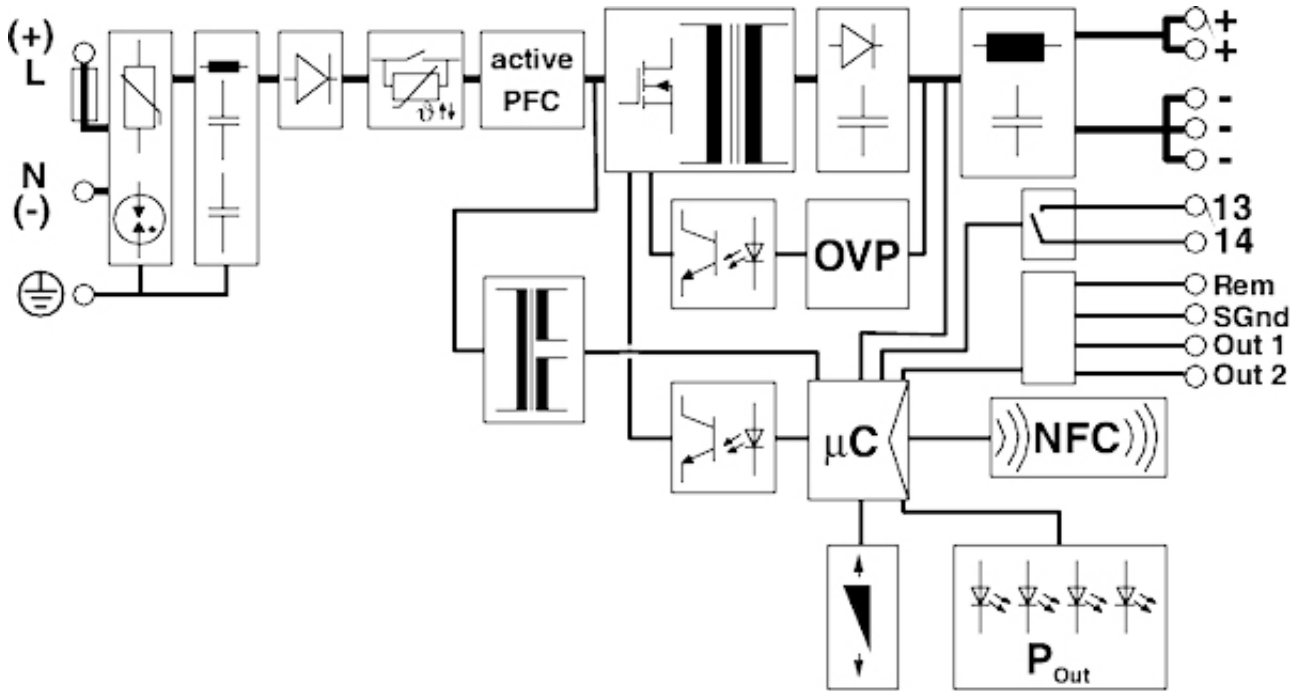 (+)
L
N
(-)
active
PFC
ϑ
OVP
µC
NFC
P Out
+
+
-
-
-
13
14
Rem
SGnd
Out 1
Out 2